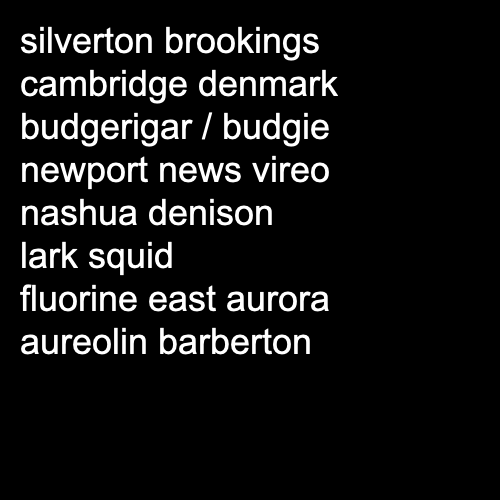 silverton brookings
cambridge denmark
budgerigar / budgie
newport news vireo
nashua denison
lark squid
fluorine east aurora
aureolin barberton